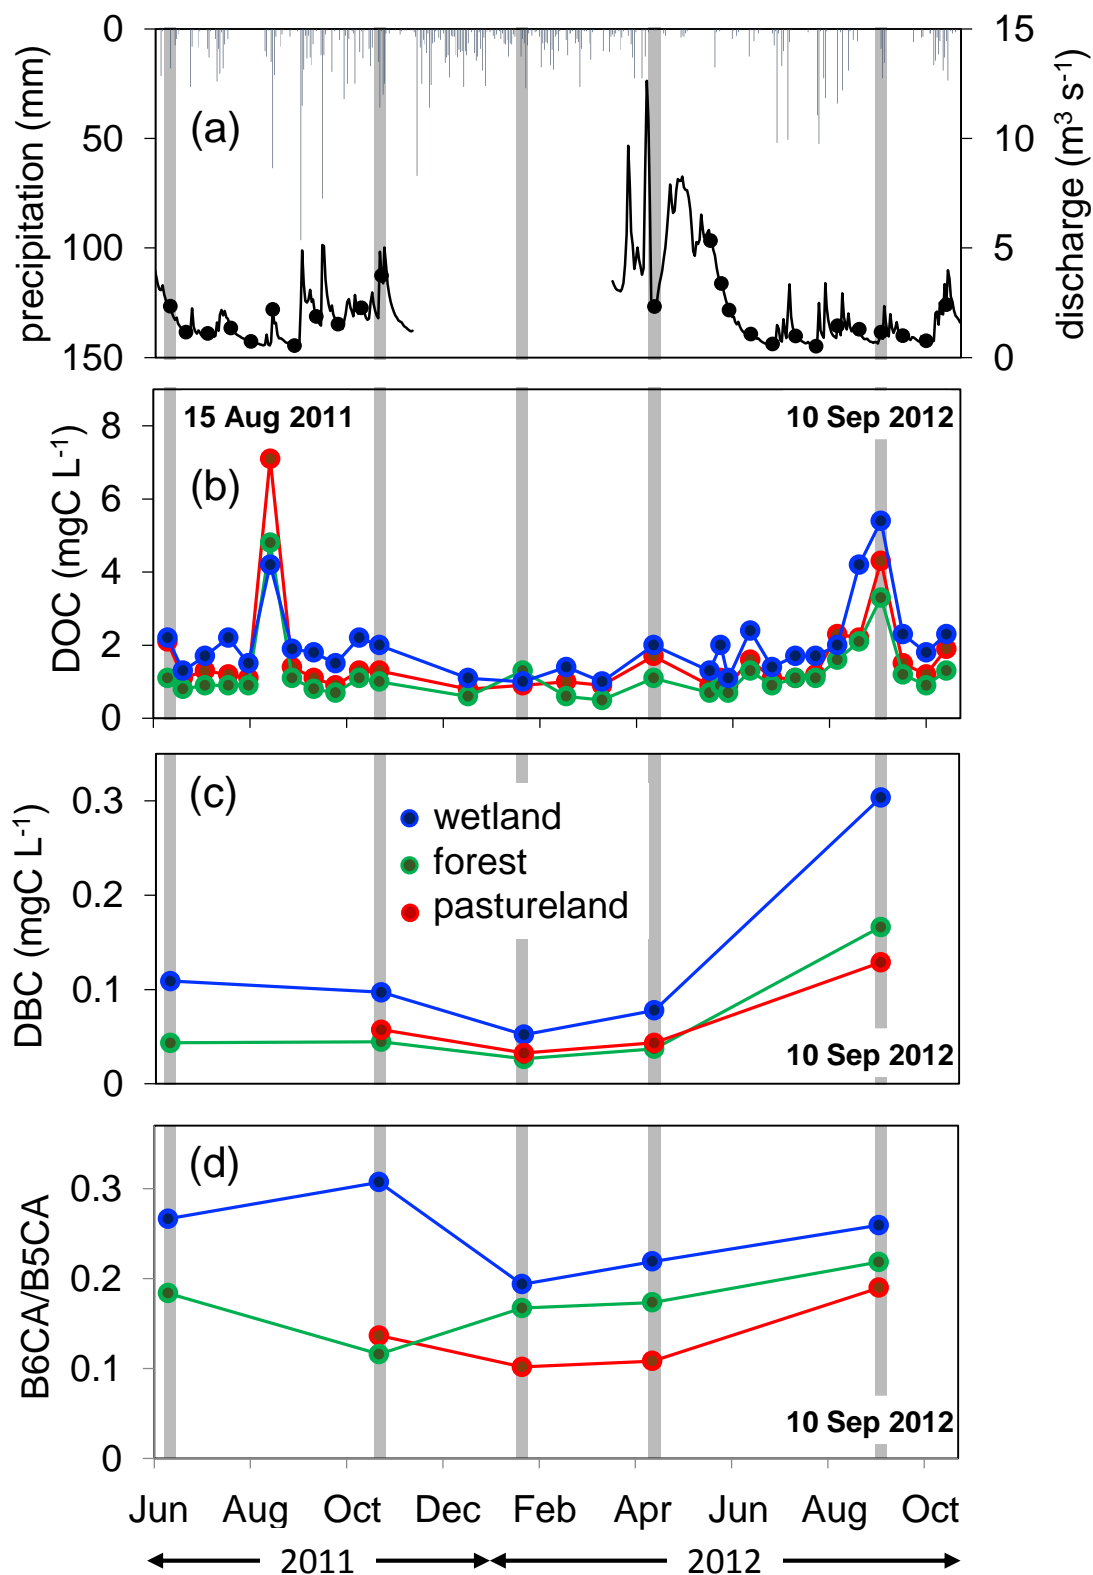 0
50
100
150
precipitation (mm)
(a)
15
10
5
0
discharge (m³ s⁻¹)
15 Aug 2011
10 Sep 2012
8
6
4
2
0
DOC (mgC L⁻¹)
(b)
0.3
0.2
0.1
0
DBC (mgC L⁻¹)
(c)
wetland
forest
pastureland
10 Sep 2012
0.3
0.2
0.1
0
B6CA/B5CA
(d)
10 Sep 2012
Jun Aug Oct Dec Feb Apr Jun Aug Oct
2011 2012